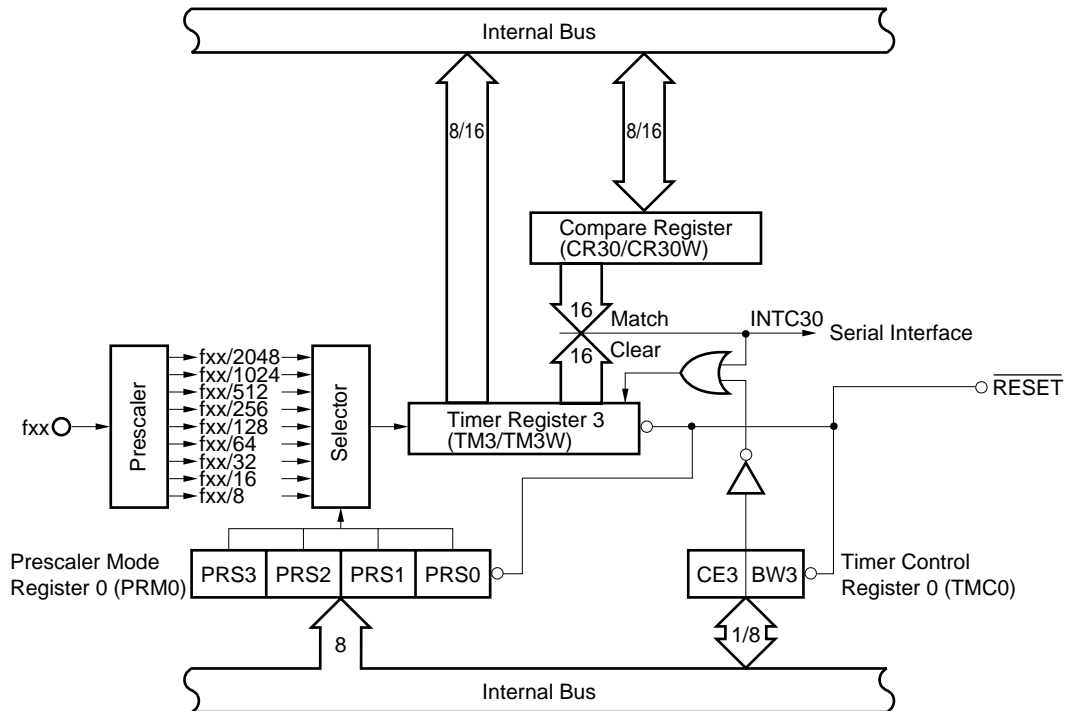 Internal Bus
8/16
8/16
Compare Register
(CR30/CR30W)
16
Match
INTC30
Serial Interface
16
Clear
RESET
fxx
Prescaler
fxx/2048
fxx/1024
fxx/512
fxx/256
fxx/128
fxx/64
fxx/32
fxx/16
fxx/8
Selector
Timer Register 3
(TM3/TM3W)
Prescaler Mode
Register 0 (PRM0)
PRS3
PRS2
PRS1
PRS0
CE3
BW3
Timer Control
Register 0 (TMC0)
8
1/8
Internal Bus